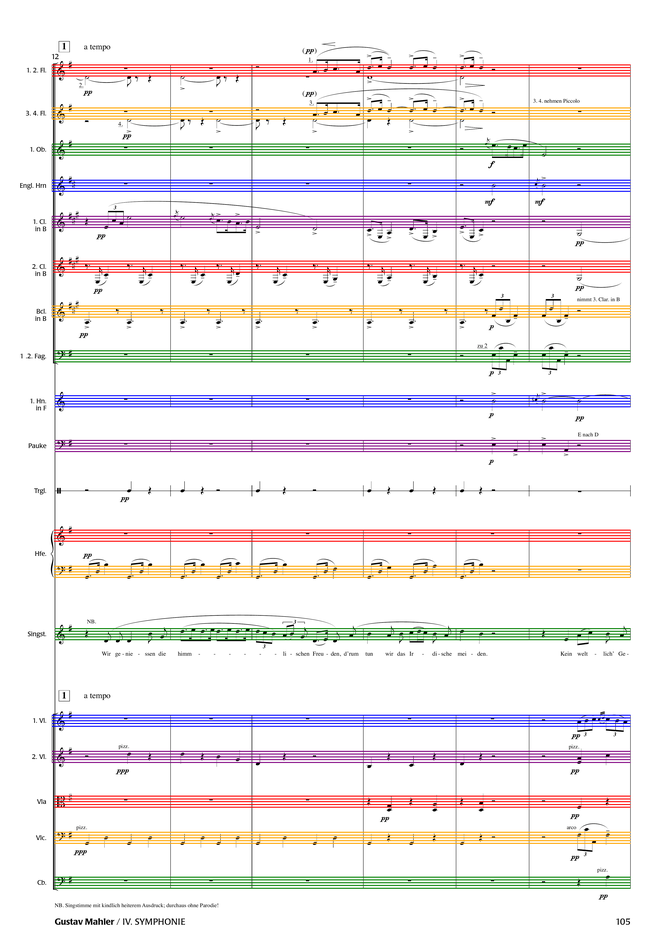 1 a tempo
(pp)
12
1.
1. 2. Fl.
2.
pp
(pp)
3. 4. nehmen Piccolo
3.
3. 4. Fl.
4.
pp
1. Ob.
f
Engl. Hrn
mf mf
3
1. Cl.
in B
pp pp
2. Cl.
in B
pp pp
nimmt 3. Clar. in B
3 3
Bcl.
in B
pp p
zu 2
1 .2. Fag.
p 3 3
1. Hn.
in F
p pp
E nach D
Pauke
p
Trgl.
pp
Hfe.
pp
NB.
3
Singst.
3
Wir ge - nie - ssen die himm - - - - - - li - schen Freu - den, d'rum tun wir das Ir - di - sche mei - den. Kein welt - lich' Ge -
1 a tempo
1. Vl.
pp 3 3
pizz. pizz.
2. Vl.
ppp pp
Vla
pp pp
pizz. arco
Vlc.
ppp pp 3
pizz.
Cb.
pp
NB. Singstimme mit kindlich heiterem Ausdruck; durchaus ohne Parodie!
Gustav Mahler / IV. SYMPHONIE 105